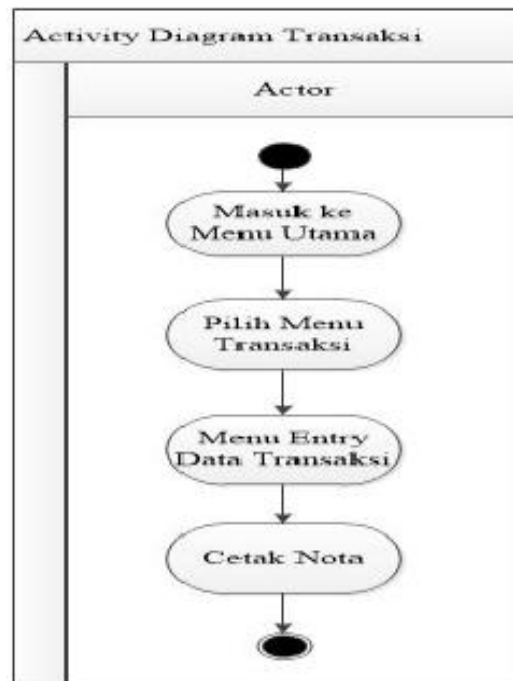 Activity Diagram Transaksi
Actor
Masuk ke
Menu Utama
Pilih Menu
Transaksi
Menu Entry
Data Transaksi
Cetak Nota